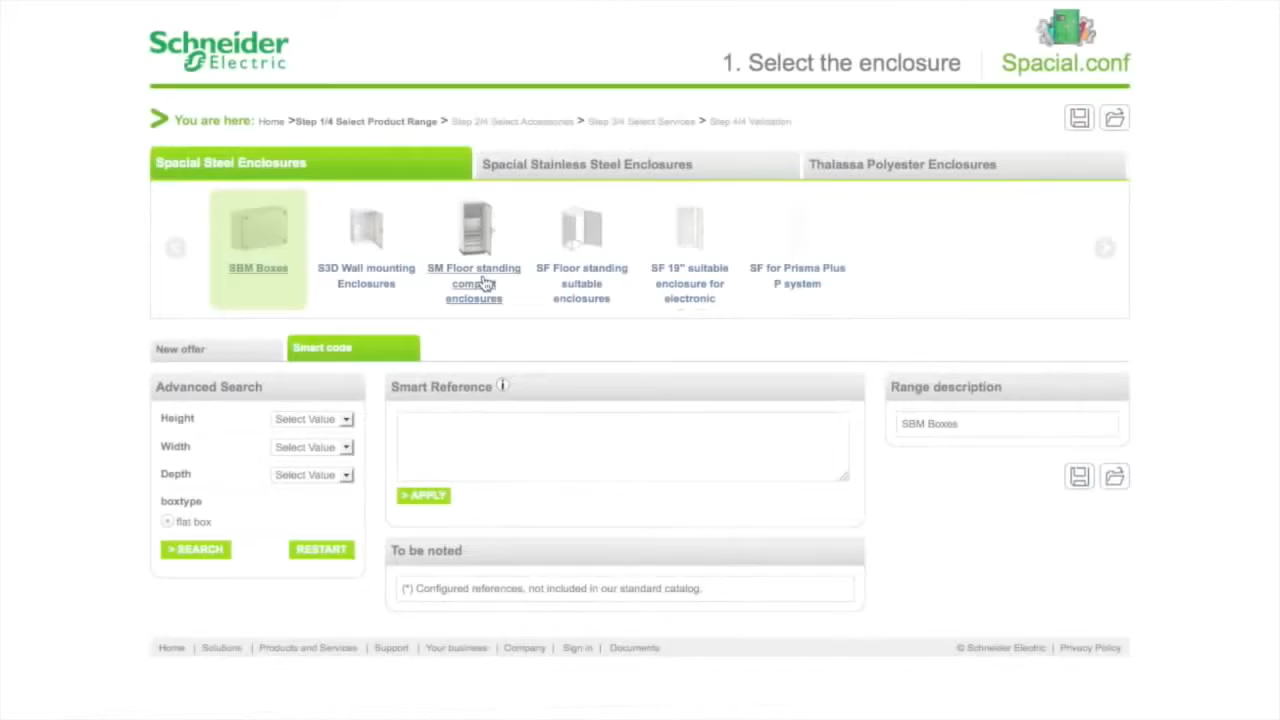 Schneider
Electric
1. Select the enclosure
Spacial.conf
You are here: Home >Step 1/4 Select Product Range > Step 2/4 Select Accessories > Step 3/4 Select Services > Step 4/4 Validation
Spacial Steel Enclosures
Spacial Stainless Steel Enclosures
Thalassa Polyester Enclosures
SBM Boxes
S3D Wall mounting
Enclosures
SM Floor standing
enclosures
SF Floor standing
suitable
enclosures
SF 19" suitable
enclosure for
electronic
SF for Prisma Plus
P system
New offer
Smart code
Advanced Search
Height Select Value
Width Select Value
Depth Select Value
boxtype
flat box
> SEARCH
RESTART
Smart Reference
> APPLY
To be noted
(*) Configured references, not included in our standard catalog.
Range description
SBM Boxes
Home | Solutions | Products and Services | Support | Your business | Company | Sign in | Documents
© Schneider Electric | Privacy Policy